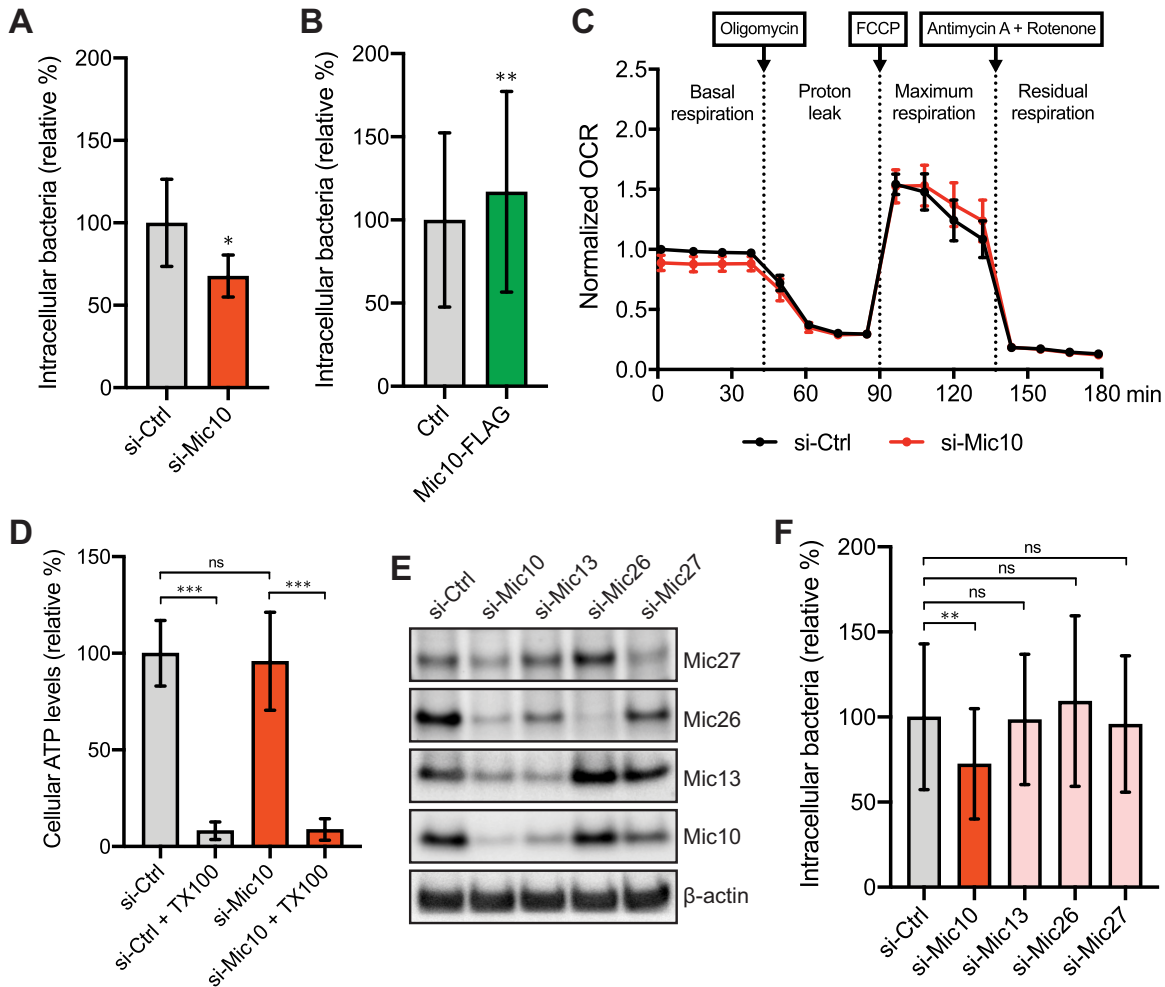 A
Intracellular bacteria (relative %)
200
150
100
50
0
*
si-Ctrl
si-Mic10
B
Intracellular bacteria (relative %)
200
150
100
50
0
**
Ctrl
Mic10-FLAG
C
Oligomycin
FCCP
Antimycin A + Rotenone
Basal
respiration
Proton
leak
Maximum
respiration
Residual
respiration
Normalized OCR
2.5
2.0
1.5
1.0
0.5
0.0
0
30
60
90
120
150
180
min
si-Ctrl
si-Mic10
D
Cellular ATP levels (relative %)
150
100
50
0
ns
***
***
si-Ctrl
si-Ctrl + TX100
si-Mic10
si-Mic10 + TX100
E
si-Ctrl
si-Mic10
si-Mic13
si-Mic26
si-Mic27
Mic27
Mic26
Mic13
Mic10
β-actin
F
Intracellular bacteria (relative %)
200
150
100
50
0
ns
ns
ns
**
si-Ctrl
si-Mic10
si-Mic13
si-Mic26
si-Mic27